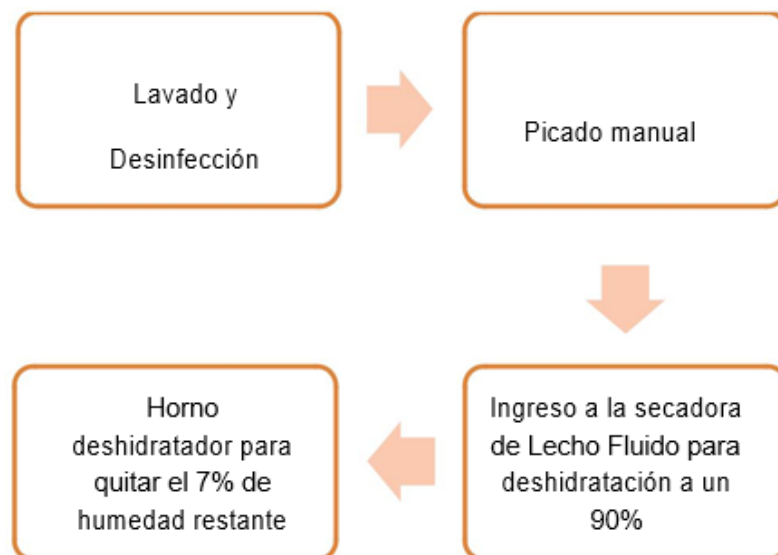 Lavado y
Desinfección
Picado manual
Ingreso a la secadora
de Lecho Fluido para
deshidratación a un
90%
Horno
deshidratador para
quitar el 7% de
humedad restante